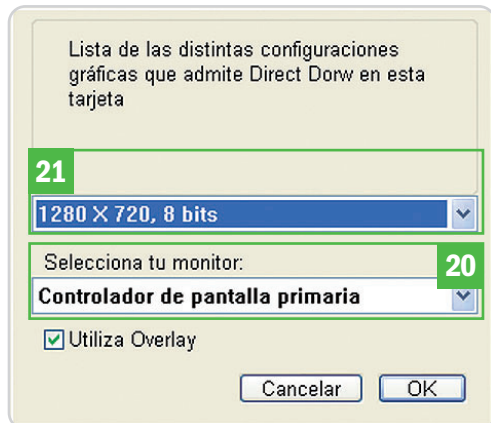 Lista de las distintas configuraciones
gráficas que admite Direct Dorw en esta
tarjeta
21
1280 X 720, 8 bits
Selecciona tu monitor:
20
Controlador de pantalla primaria
Utiliza Overlay
Cancelar OK